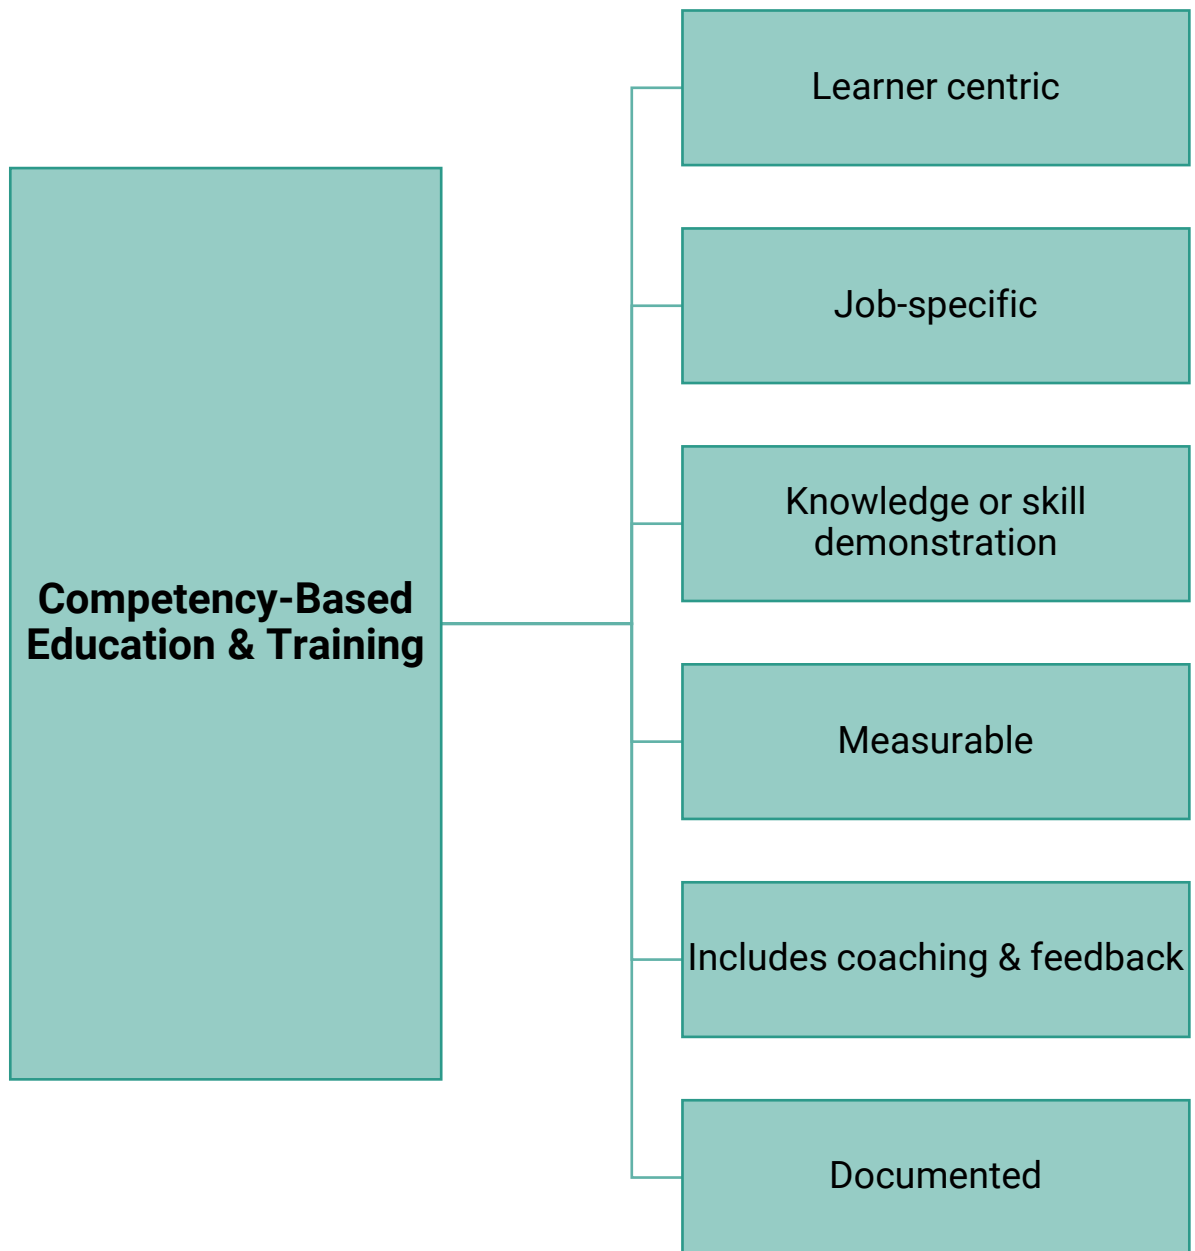 Competency-Based
Education & Training
Learner centric
Job-specific
Knowledge or skill
demonstration
Measurable
Includes coaching & feedback
Documented